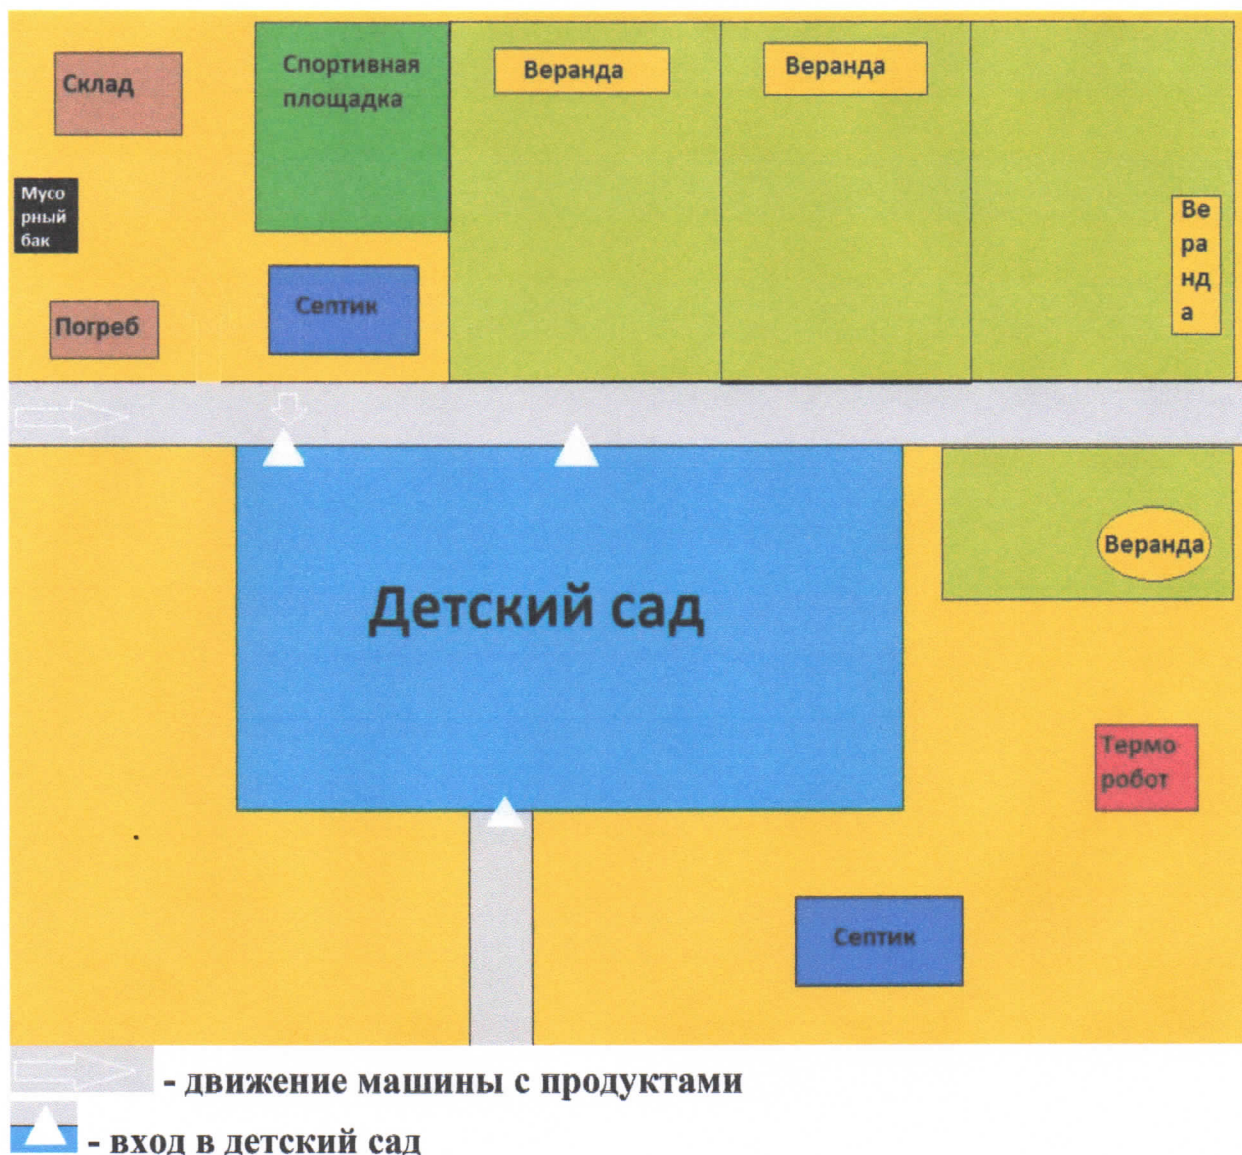 Склад
Спортивная
площадка
Веранда
Веранда
Мусо
рный
бак
Ве
ра
нд
а
Септик
Погреб
Детский сад
Веранда
Термо
робот
Септик
- движение машины с продуктами
- вход в детский сад